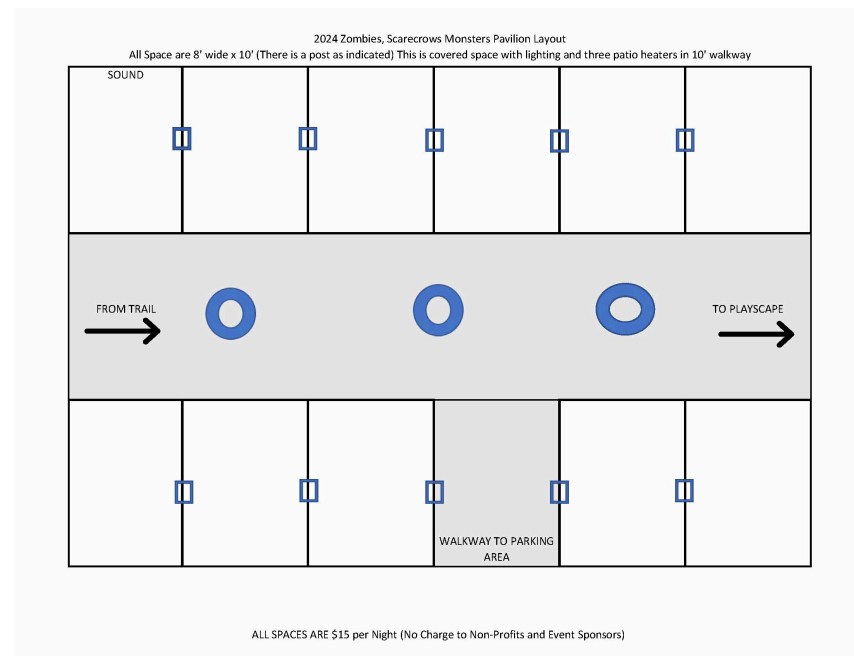 2024 Zombies, Scarecrows Monsters Pavilion Layout
All Space are 8' wide x 10' (There is a post as indicated) This is covered space with lighting and three patio heaters in 10' walkway
SOUND
FROM TRAIL
TO PLAYSCAPE
WALKWAY TO PARKING
AREA
ALL SPACES ARE $15 per Night (No Charge to Non-Profits and Event Sponsors)